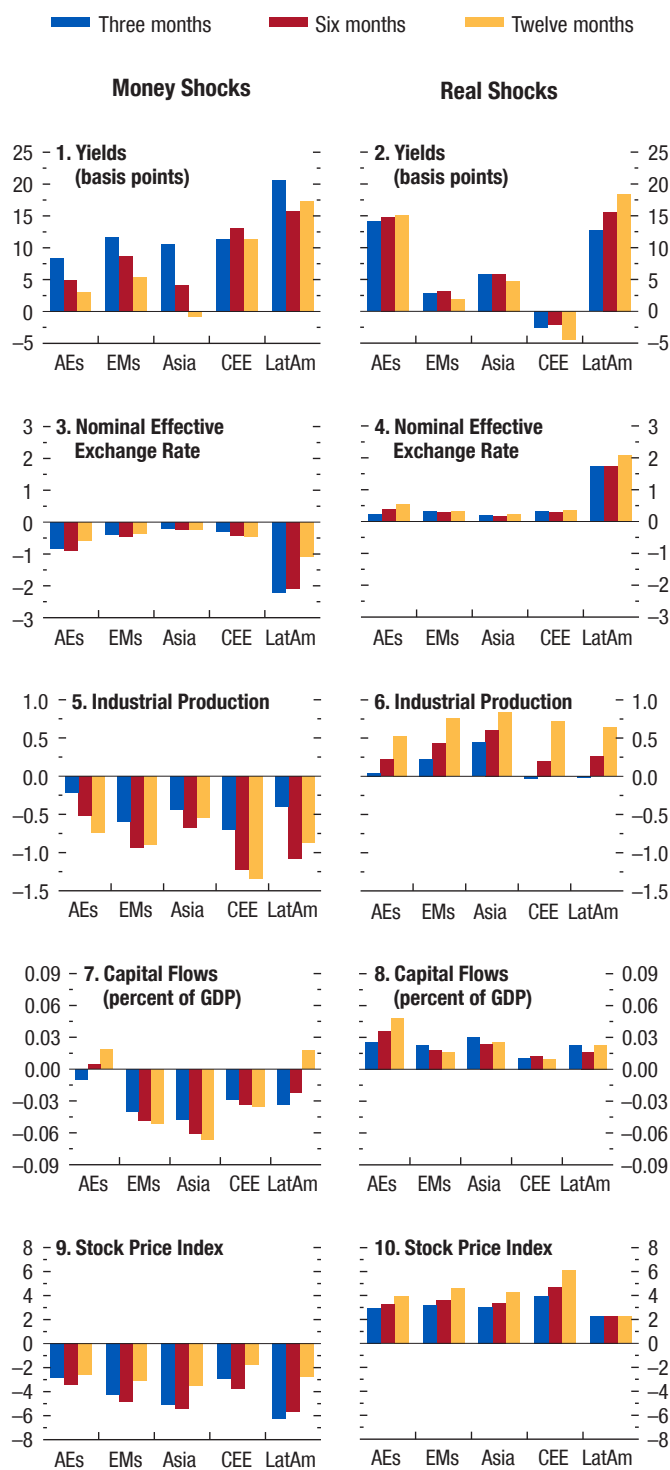 Three months Six months Twelve months
Money Shocks Real Shocks
25 1. Yields 2. Yields 25
20 (basis points) (basis points) 20
15 15
10 10
5 5
0 0
–5 –5
AEs EMs Asia CEE LatAm AEs EMs Asia CEE LatAm
3 3. Nominal Effective 4. Nominal Effective 3
2 Exchange Rate Exchange Rate 2
1 1
0 0
–1 –1
–2 –2
–3 –3
AEs EMs Asia CEE LatAm AEs EMs Asia CEE LatAm
1.0 5. Industrial Production 6. Industrial Production 1.0
0.5 0.5
0.0 0.0
–0.5 –0.5
–1.0 –1.0
–1.5 –1.5
AEs EMs Asia CEE LatAm AEs EMs Asia CEE LatAm
0.09 7. Capital Flows 8. Capital Flows 0.09
0.06 (percent of GDP) (percent of GDP) 0.06
0.03 0.03
0.00 0.00
–0.03 –0.03
–0.06 –0.06
–0.09 –0.09
AEs EMs Asia CEE LatAm AEs EMs Asia CEE LatAm
8 9. Stock Price Index 10. Stock Price Index 8
6 6
4 4
2 2
0 0
–2 –2
–4 –4
–6 –6
–8 –8
AEs EMs Asia CEE LatAm AEs EMs Asia CEE LatAm